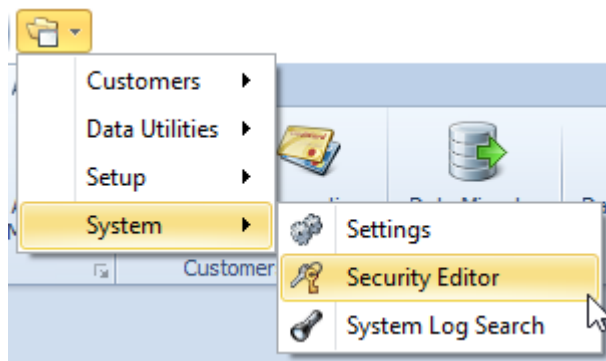 Customers
Data Utilities
Setup
System
Settings
Security Editor
System Log Search
Customer